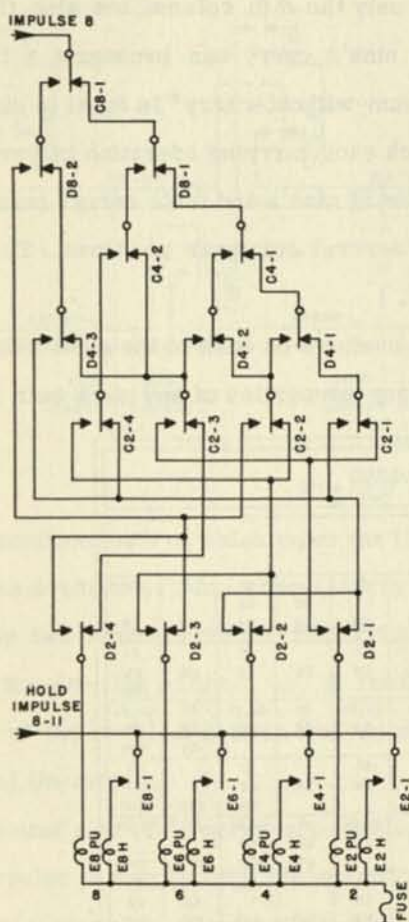 IMPULSE 8
C8-1
D8-2
D8-1
C4-2
C4-1
D4-3
D4-2
D4-1
C2-4
C2-3
C2-2
C2-1
D2-4
D2-3
D2-2
D2-1
HOLD
IMPULSE
8-11
E8-1
E6-1
E4-1
E2-1
E8 PU
E8 H
E6 PU
E6 H
E4 PU
E4 H
E2 PU
E2 H
8
6
4
2
FUSE